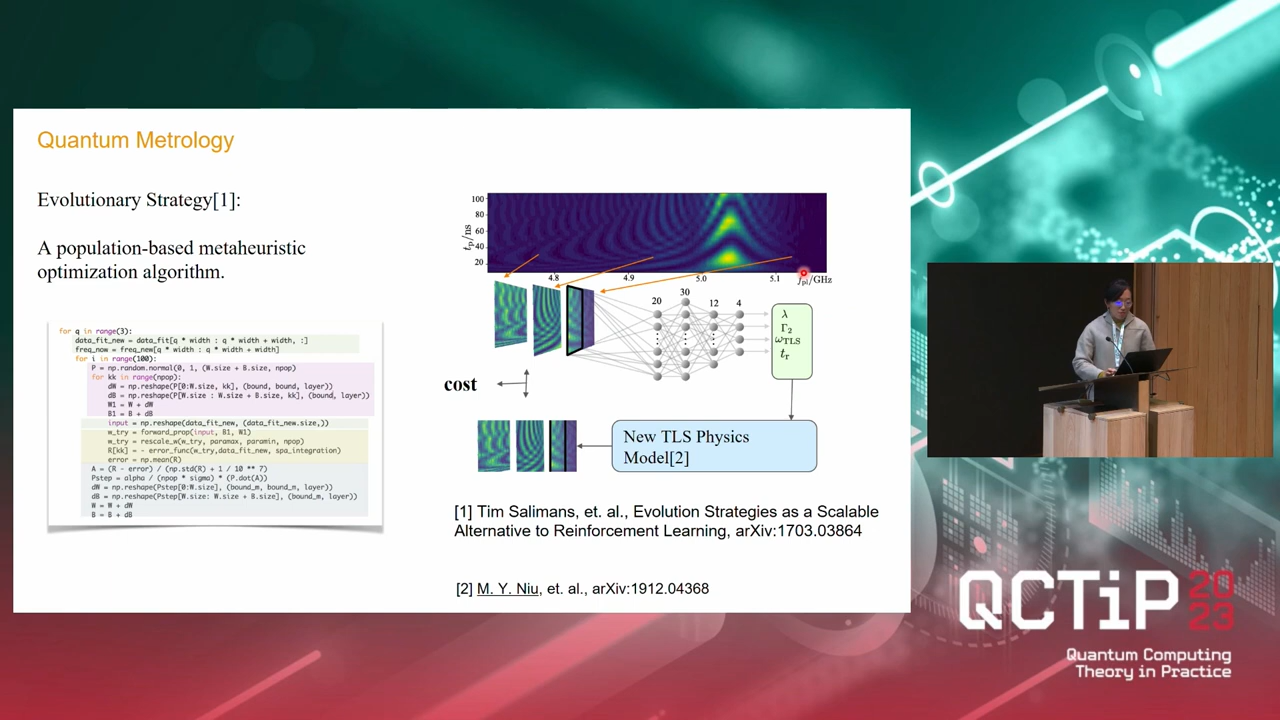 Quantum Metrology
Evolutionary Strategy[1]:
A population-based metaheuristic
optimization algorithm.
for q in range(3):
data_fit_new = data_fit[q * width : q * width + width, :]
freq_now = freq_new[q * width : q * width + width]
for i in range(100):
P = np.random.normal(0, 1, (W.size + B.size, npop)
for kk in range(npop):
dW = np.reshape(P[0:W.size, kk], (bound, bound, layer))
dB = np.reshape(P[W.size : W.size + B.size, kk], (bound, layer))
W1 = W + dW
B1 = B + dB
input = np.reshape(data_fit_new, (data_fit_new.size,))
w_try = forward_prop(input, B1, W1)
w_try = rescale_w(w_try, paramax, paramin, npop)
R[kk] = - error_func(w_try,data_fit_new, spa_integration)
error = np.mean(R)
A = (R - error) / (np.std(R) + 1 / 10 ** 7)
Pstep = alpha / (npop * sigma) * (P.dot(A))
dW = np.reshape(Pstep[0:W.size], (bound_m, bound_m, layer))
dB = np.reshape(Pstep[W.size: W.size + B.size], (bound_m, layer))
W = W + dW
B = B + dB
100
80
60
40
20
t_p/ns
4.8 4.9 5.0 5.1 f_pi/GHz
20 30 12 4
λ
Γ₂
ω_TLS
t_r
cost
New TLS Physics
Model[2]
[1] Tim Salimans, et. al., Evolution Strategies as a Scalable
Alternative to Reinforcement Learning, arXiv:1703.03864
[2] M. Y. Niu, et. al., arXiv:1912.04368
QCTiP 20
23
Quantum Computing
Theory in Practice